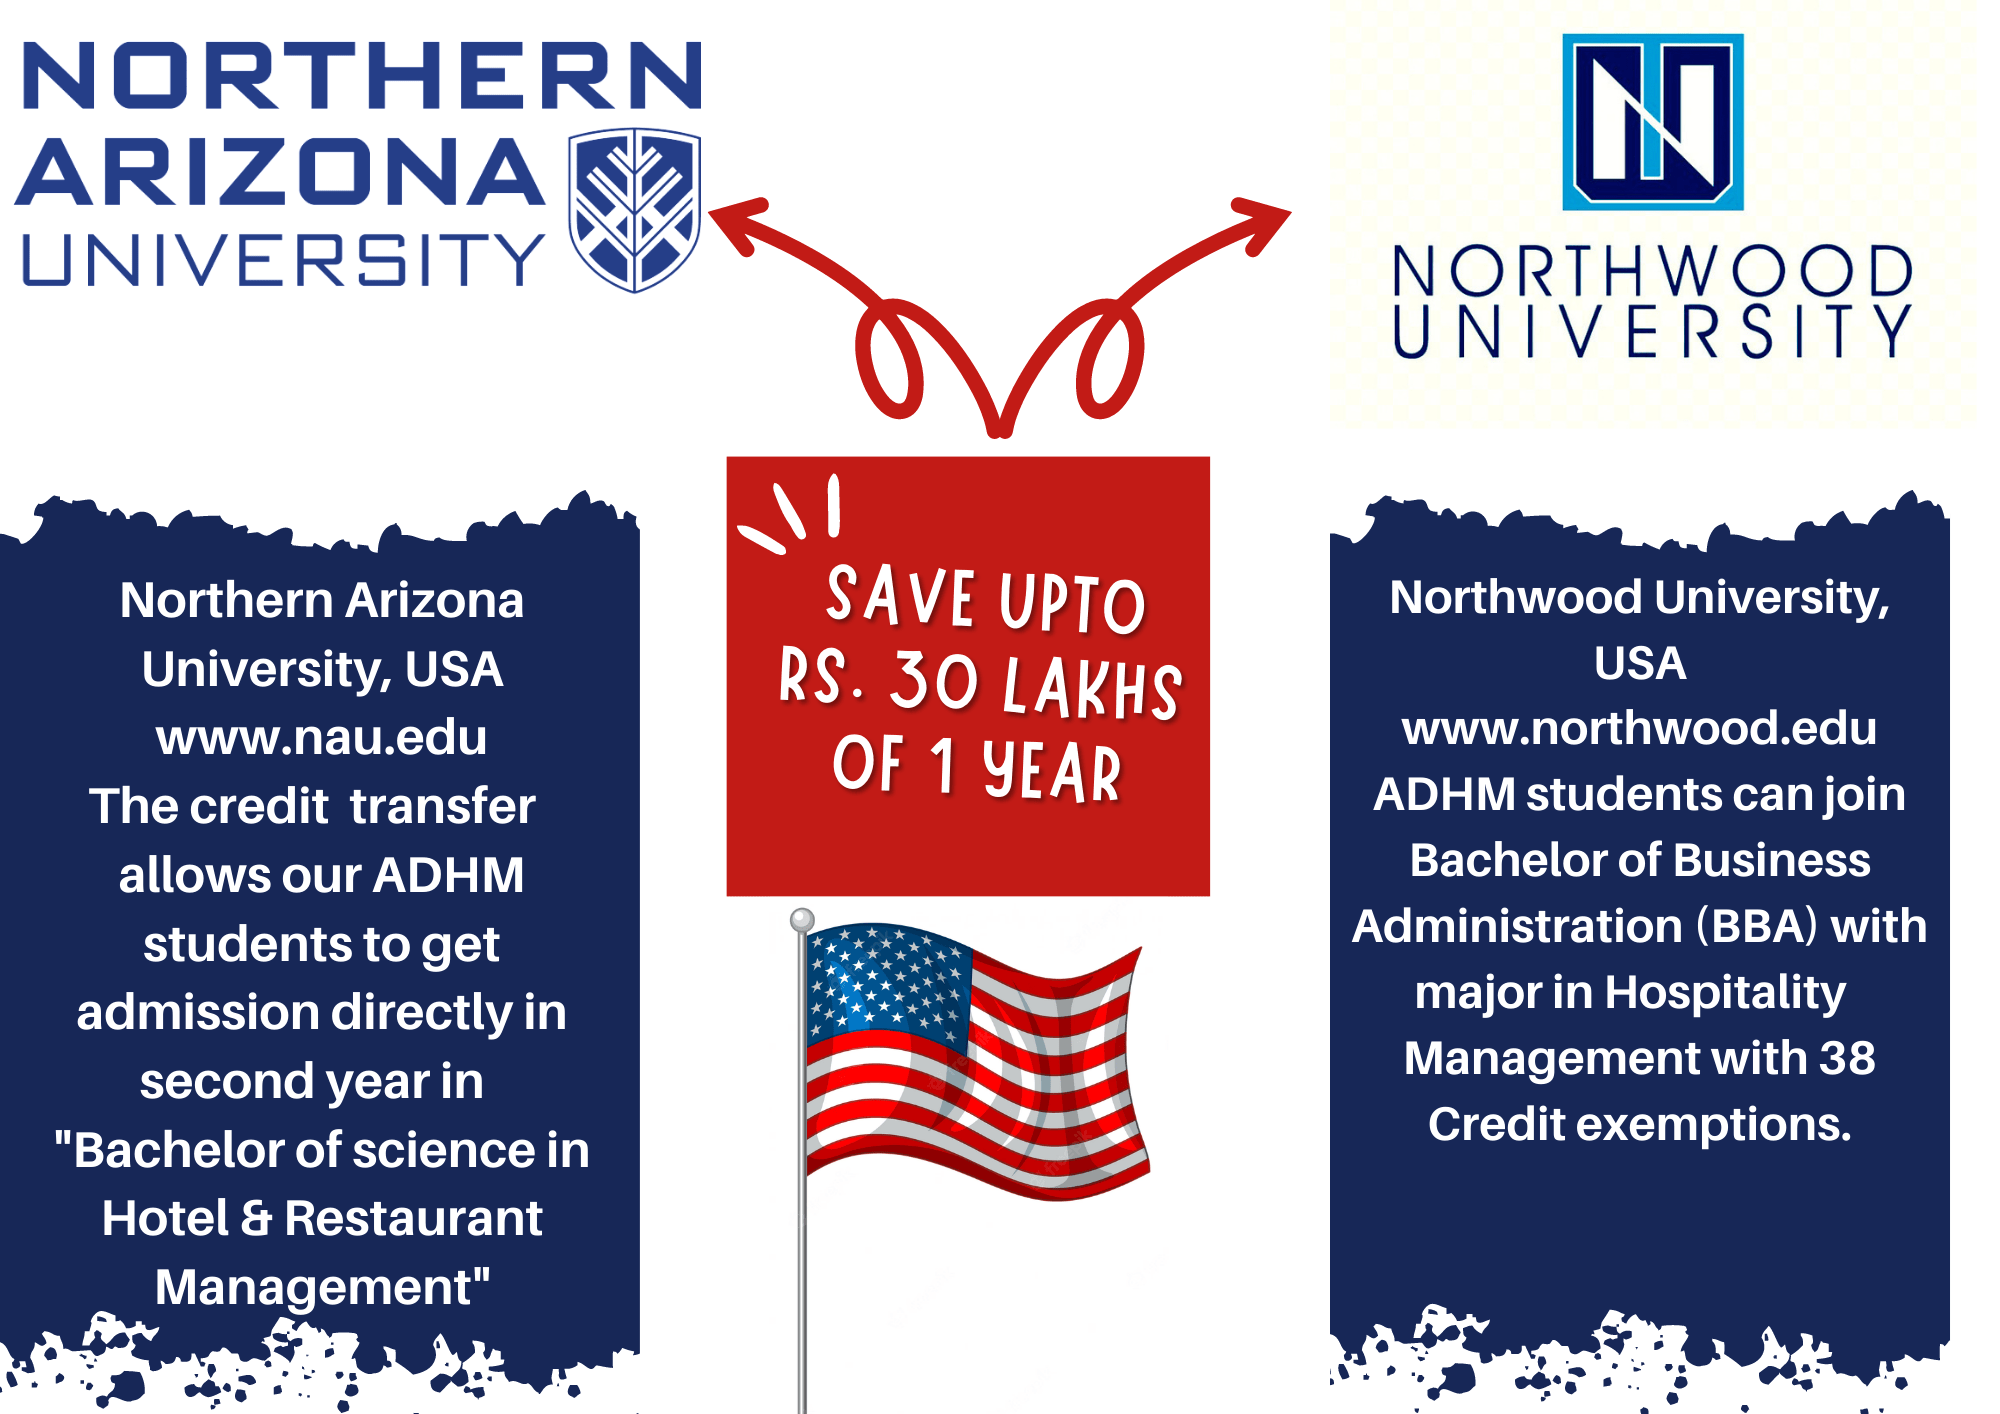 NORTHERN
ARIZONA
UNIVERSITY
N
NORTHWOOD
UNIVERSITY
SAVE UPTO
RS. 30 LAKHS
OF 1 YEAR
Northern Arizona
University, USA
www.nau.edu
The credit transfer
allows our ADHM
students to get
admission directly in
second year in
"Bachelor of science in
Hotel & Restaurant
Management"
Northwood University,
USA
www.northwood.edu
ADHM students can join
Bachelor of Business
Administration (BBA) with
major in Hospitality
Management with 38
Credit exemptions.